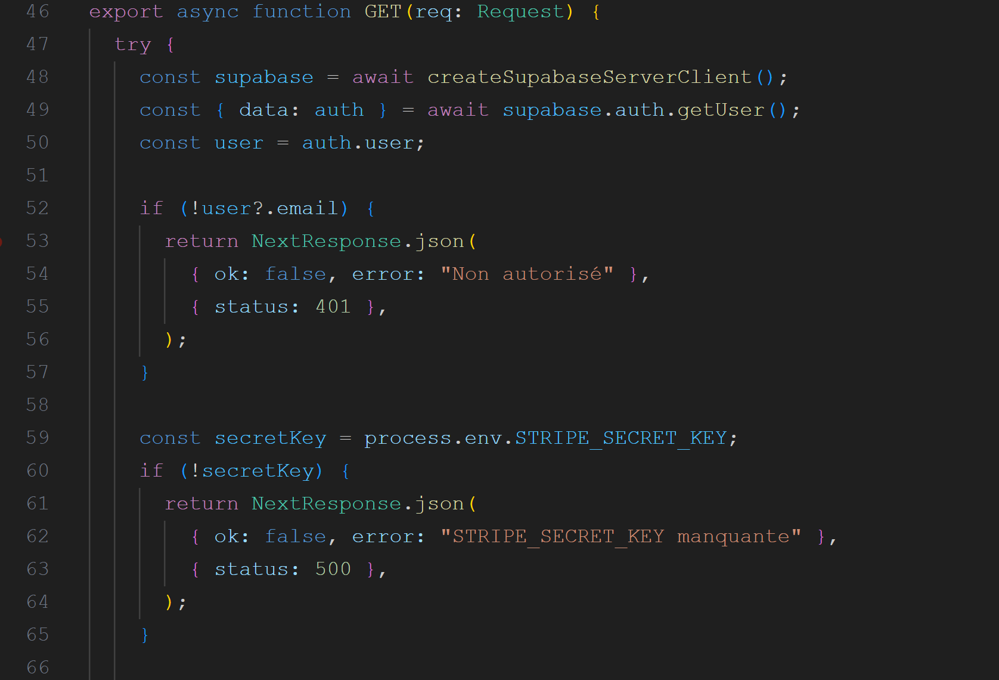 46 export async function GET(req: Request) {
47 try {
48 const supabase = await createSupabaseServerClient();
49 const { data: auth } = await supabase.auth.getUser();
50 const user = auth.user;
51
52 if (!user?.email) {
53 return NextResponse.json(
54 { ok: false, error: "Non autorisé" },
55 { status: 401 },
56 );
57 }
58
59 const secretKey = process.env.STRIPE_SECRET_KEY;
60 if (!secretKey) {
61 return NextResponse.json(
62 { ok: false, error: "STRIPE_SECRET_KEY manquante" },
63 { status: 500 },
64 );
65 }
66